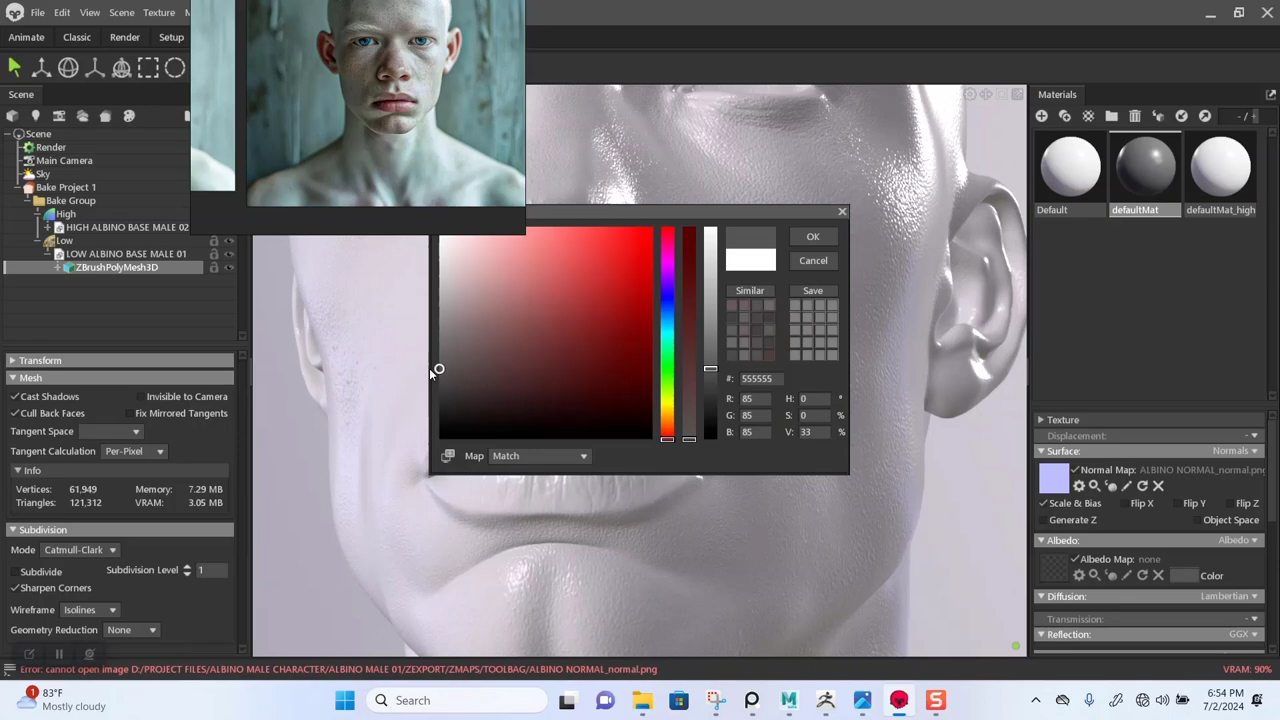 File Edit View Scene Texture
Animate Classic Render Setup
Scene
Scene
Render
Main Camera
Sky
Bake Project 1
Bake Group
High
HIGH ALBINO BASE MALE 02
Low
LOW ALBINO BASE MALE 01
ZBrushPolyMesh3D
Transform
Mesh
Cast Shadows Invisible to Camera
Cull Back Faces Fix Mirrored Tangents
Tangent Space
Tangent Calculation Per-Pixel
Info
Vertices: 61,949 Memory: 7.29 MB
Triangles: 121,312 VRAM: 3.05 MB
Subdivision
Mode Catmull-Clark
Subdivide Subdivision Level 1
Sharpen Corners
Wireframe Isolines
Geometry Reduction None
OK
Cancel
Similar Save
#: 555555
R: 85 H: 0 °
G: 85 S: 0 %
B: 85 V: 33 %
Map Match
Materials
- /
Default defaultMat defaultMat_high
Texture
Displacement: -
Surface: Normals
Normal Map: ALBINO NORMAL_normal.png
Scale & Bias Flip X Flip Y Flip Z
Generate Z Object Space
Albedo: Albedo
Albedo Map: none
Color
Diffusion: Lambertian
Transmission: -
Reflection: GGX
Error: cannot open image D:/PROJECT FILES/ALBINO MALE CHARACTER/ALBINO MALE 01/ZEXPORT/ZMAPS/TOOLBAG/ALBINO NORMAL_normal.png VRAM: 90%
1
83°F
Mostly cloudy
Search
6:54 PM
7/2/2024